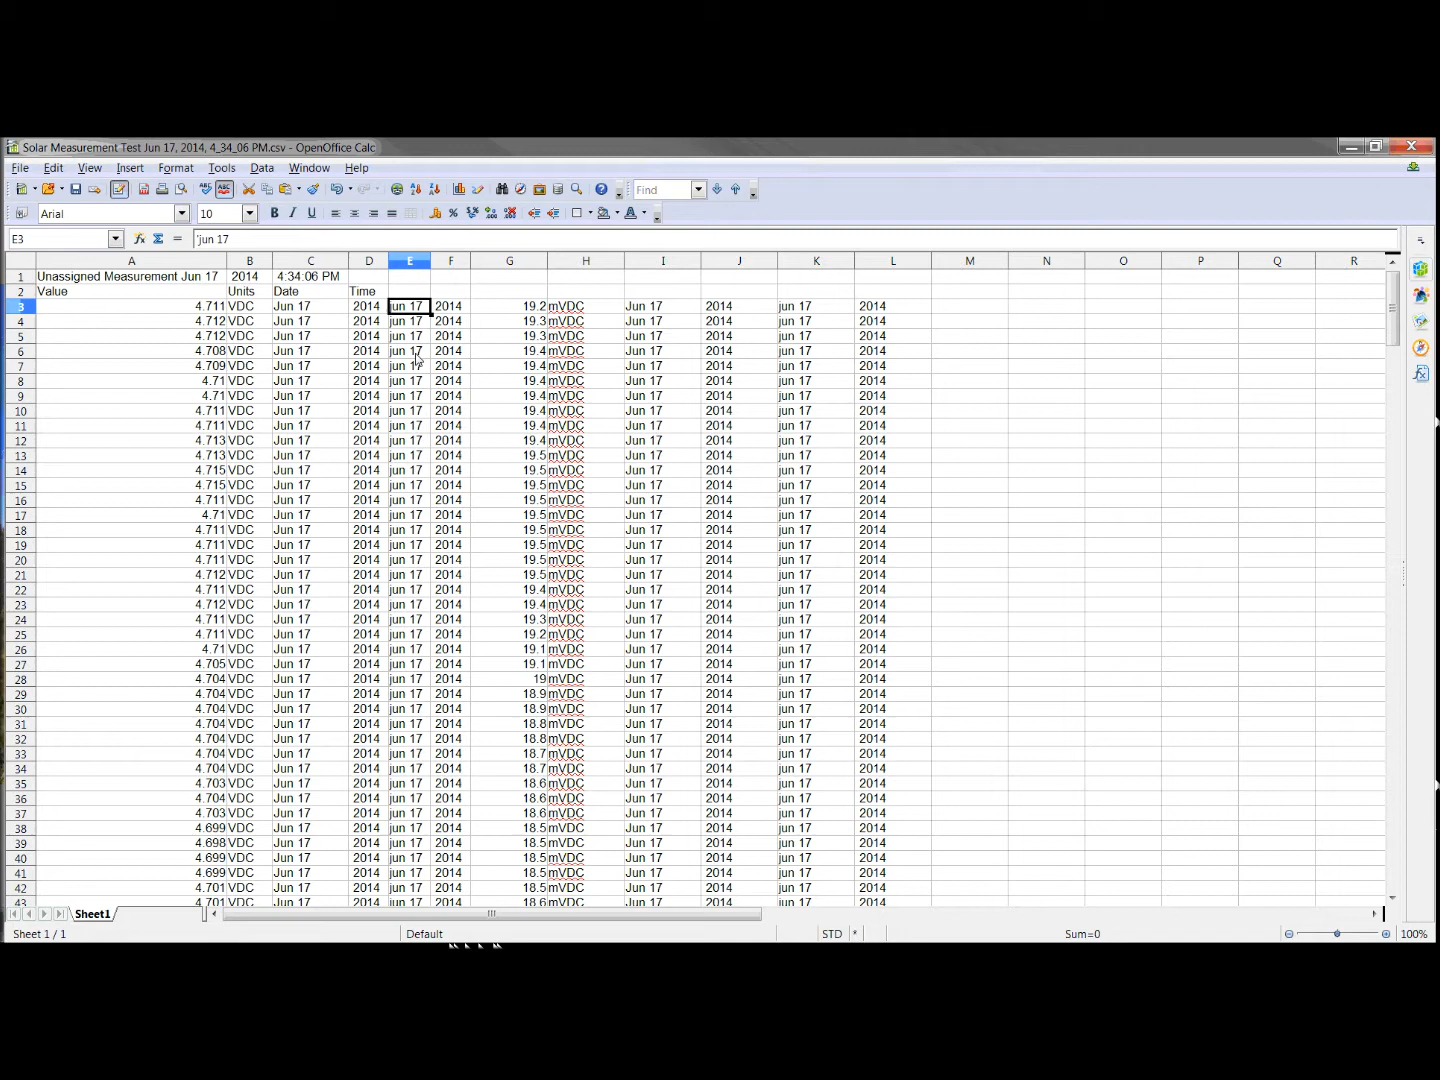 Solar Measurement Test Jun 17, 2014, 4_34_06 PM.csv - OpenOffice Calc
File Edit View Insert Format Tools Data Window Help
Find
Arial 10
E3 'jun 17
A B C D E F G H I J K L M N O P Q R
1 Unassigned Measurement Jun 17 2014 4:34:06 PM
2 Value Units Date Time
3 4.711 VDC Jun 17 2014 jun 17 2014 19.2 mVDC Jun 17 2014 jun 17 2014
4 4.712 VDC Jun 17 2014 jun 17 2014 19.3 mVDC Jun 17 2014 jun 17 2014
5 4.712 VDC Jun 17 2014 jun 17 2014 19.3 mVDC Jun 17 2014 jun 17 2014
6 4.708 VDC Jun 17 2014 jun 17 2014 19.4 mVDC Jun 17 2014 jun 17 2014
7 4.709 VDC Jun 17 2014 jun 17 2014 19.4 mVDC Jun 17 2014 jun 17 2014
8 4.71 VDC Jun 17 2014 jun 17 2014 19.4 mVDC Jun 17 2014 jun 17 2014
9 4.71 VDC Jun 17 2014 jun 17 2014 19.4 mVDC Jun 17 2014 jun 17 2014
10 4.711 VDC Jun 17 2014 jun 17 2014 19.4 mVDC Jun 17 2014 jun 17 2014
11 4.711 VDC Jun 17 2014 jun 17 2014 19.4 mVDC Jun 17 2014 jun 17 2014
12 4.713 VDC Jun 17 2014 jun 17 2014 19.4 mVDC Jun 17 2014 jun 17 2014
13 4.713 VDC Jun 17 2014 jun 17 2014 19.5 mVDC Jun 17 2014 jun 17 2014
14 4.715 VDC Jun 17 2014 jun 17 2014 19.5 mVDC Jun 17 2014 jun 17 2014
15 4.715 VDC Jun 17 2014 jun 17 2014 19.5 mVDC Jun 17 2014 jun 17 2014
16 4.711 VDC Jun 17 2014 jun 17 2014 19.5 mVDC Jun 17 2014 jun 17 2014
17 4.71 VDC Jun 17 2014 jun 17 2014 19.5 mVDC Jun 17 2014 jun 17 2014
18 4.711 VDC Jun 17 2014 jun 17 2014 19.5 mVDC Jun 17 2014 jun 17 2014
19 4.711 VDC Jun 17 2014 jun 17 2014 19.5 mVDC Jun 17 2014 jun 17 2014
20 4.711 VDC Jun 17 2014 jun 17 2014 19.5 mVDC Jun 17 2014 jun 17 2014
21 4.712 VDC Jun 17 2014 jun 17 2014 19.5 mVDC Jun 17 2014 jun 17 2014
22 4.711 VDC Jun 17 2014 jun 17 2014 19.4 mVDC Jun 17 2014 jun 17 2014
23 4.712 VDC Jun 17 2014 jun 17 2014 19.4 mVDC Jun 17 2014 jun 17 2014
24 4.711 VDC Jun 17 2014 jun 17 2014 19.3 mVDC Jun 17 2014 jun 17 2014
25 4.711 VDC Jun 17 2014 jun 17 2014 19.2 mVDC Jun 17 2014 jun 17 2014
26 4.71 VDC Jun 17 2014 jun 17 2014 19.1 mVDC Jun 17 2014 jun 17 2014
27 4.705 VDC Jun 17 2014 jun 17 2014 19.1 mVDC Jun 17 2014 jun 17 2014
28 4.704 VDC Jun 17 2014 jun 17 2014 19 mVDC Jun 17 2014 jun 17 2014
29 4.704 VDC Jun 17 2014 jun 17 2014 18.9 mVDC Jun 17 2014 jun 17 2014
30 4.704 VDC Jun 17 2014 jun 17 2014 18.9 mVDC Jun 17 2014 jun 17 2014
31 4.704 VDC Jun 17 2014 jun 17 2014 18.8 mVDC Jun 17 2014 jun 17 2014
32 4.704 VDC Jun 17 2014 jun 17 2014 18.8 mVDC Jun 17 2014 jun 17 2014
33 4.704 VDC Jun 17 2014 jun 17 2014 18.7 mVDC Jun 17 2014 jun 17 2014
34 4.704 VDC Jun 17 2014 jun 17 2014 18.7 mVDC Jun 17 2014 jun 17 2014
35 4.703 VDC Jun 17 2014 jun 17 2014 18.6 mVDC Jun 17 2014 jun 17 2014
36 4.704 VDC Jun 17 2014 jun 17 2014 18.6 mVDC Jun 17 2014 jun 17 2014
37 4.703 VDC Jun 17 2014 jun 17 2014 18.6 mVDC Jun 17 2014 jun 17 2014
38 4.699 VDC Jun 17 2014 jun 17 2014 18.5 mVDC Jun 17 2014 jun 17 2014
39 4.698 VDC Jun 17 2014 jun 17 2014 18.5 mVDC Jun 17 2014 jun 17 2014
40 4.699 VDC Jun 17 2014 jun 17 2014 18.5 mVDC Jun 17 2014 jun 17 2014
41 4.699 VDC Jun 17 2014 jun 17 2014 18.5 mVDC Jun 17 2014 jun 17 2014
42 4.701 VDC Jun 17 2014 jun 17 2014 18.5 mVDC Jun 17 2014 jun 17 2014
43 4.701 VDC Jun 17 2014 jun 17 2014 18.6 mVDC Jun 17 2014 jun 17 2014
Sheet1
Sheet 1 / 1 Default STD * Sum=0 100%